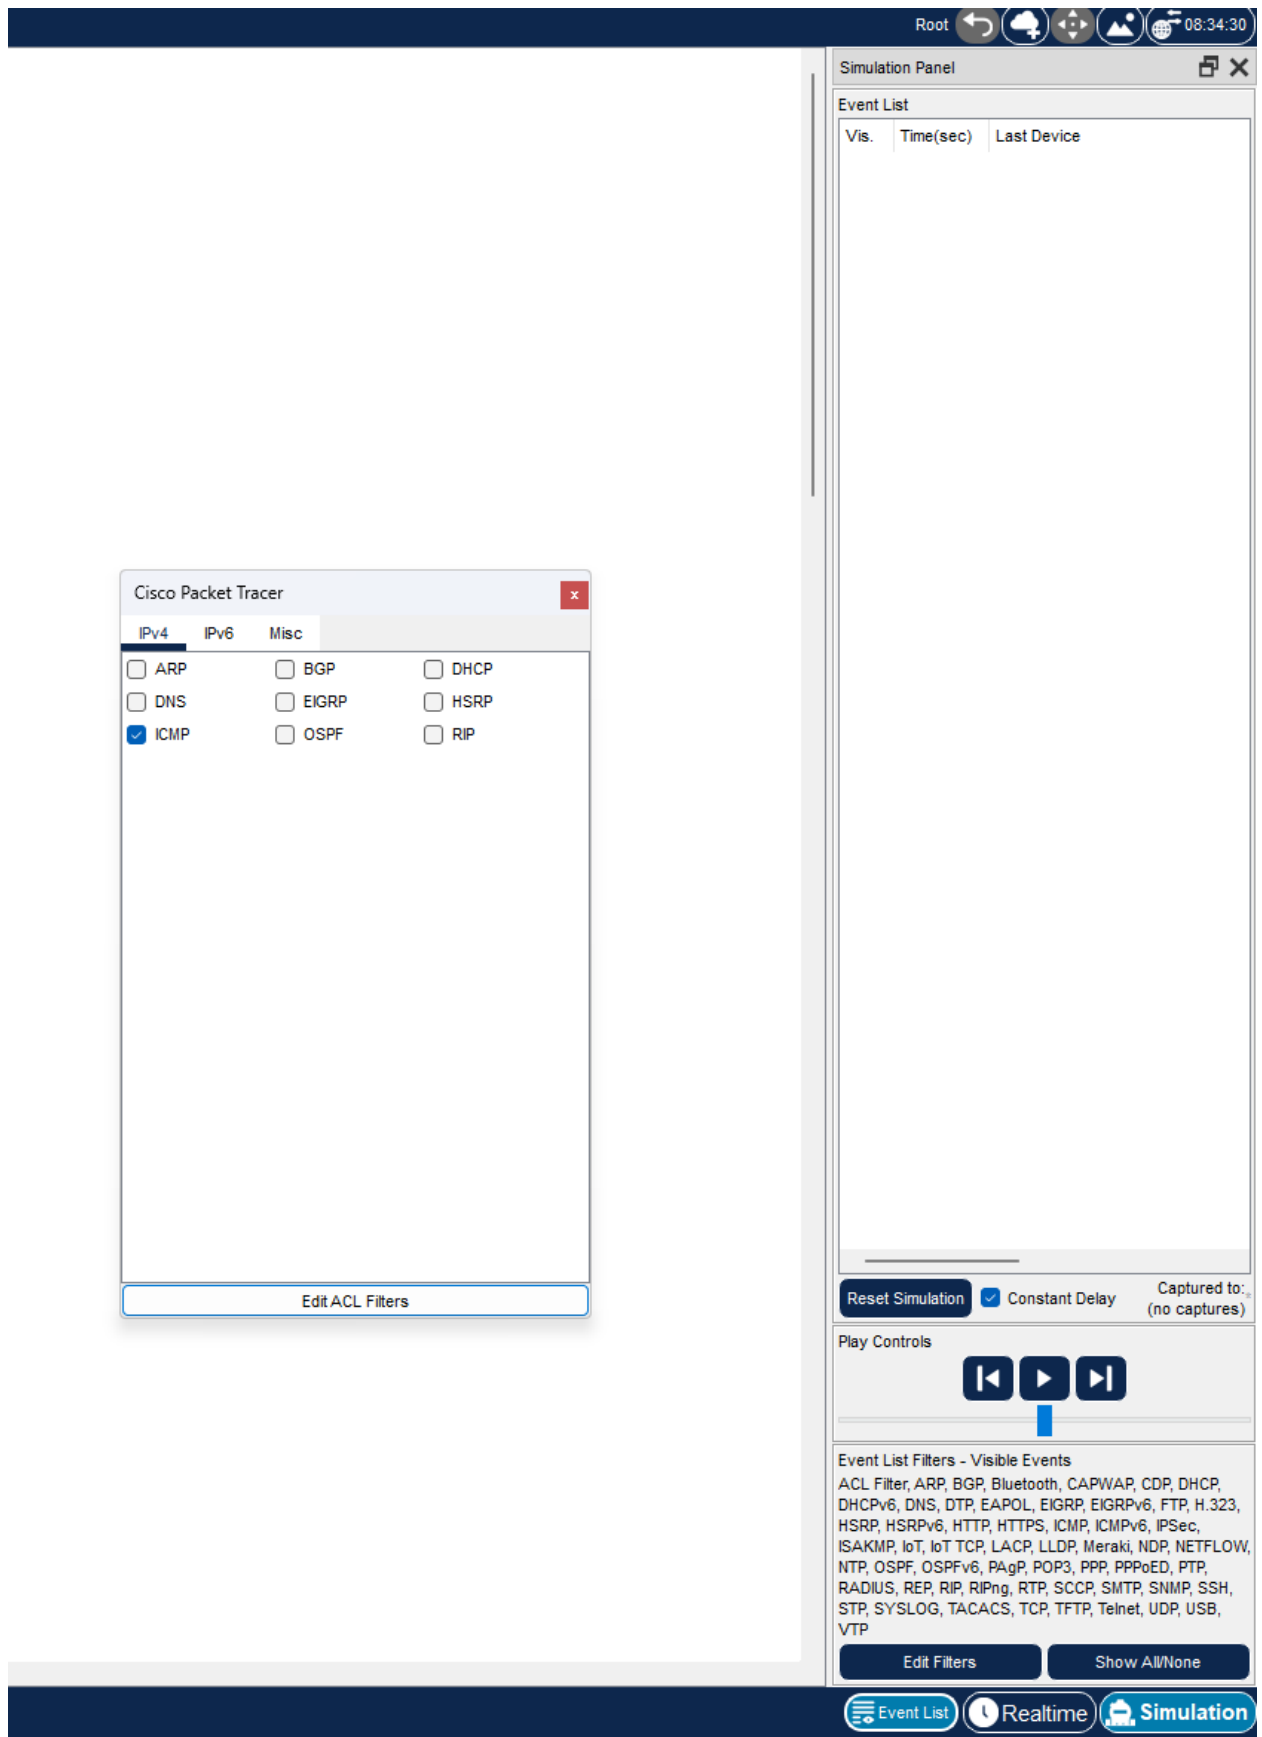 Root
08:34:30
Simulation Panel
Event List
Vis. Time(sec) Last Device
Cisco Packet Tracer
x
IPv4 IPv6 Misc
ARP BGP DHCP
DNS EIGRP HSRP
ICMP OSPF RIP
Edit ACL Filters
Reset Simulation Constant Delay Captured to:
(no captures)
Play Controls
Event List Filters - Visible Events
ACL Filter, ARP, BGP, Bluetooth, CAPWAP, CDP, DHCP,
DHCPv6, DNS, DTP, EAPOL, EIGRP, EIGRPv6, FTP, H.323,
HSRP, HSRPv6, HTTP, HTTPS, ICMP, ICMPv6, IPSec,
ISAKMP, IoT, IoT TCP, LACP, LLDP, Meraki, NDP, NETFLOW,
NTP, OSPF, OSPFv6, PAgP, POP3, PPP, PPPoED, PTP,
RADIUS, REP, RIP, RIPng, RTP, SCCP, SMTP, SNMP, SSH,
STP, SYSLOG, TACACS, TCP, TFTP, Telnet, UDP, USB,
VTP
Edit Filters Show All/None
Event List Realtime Simulation